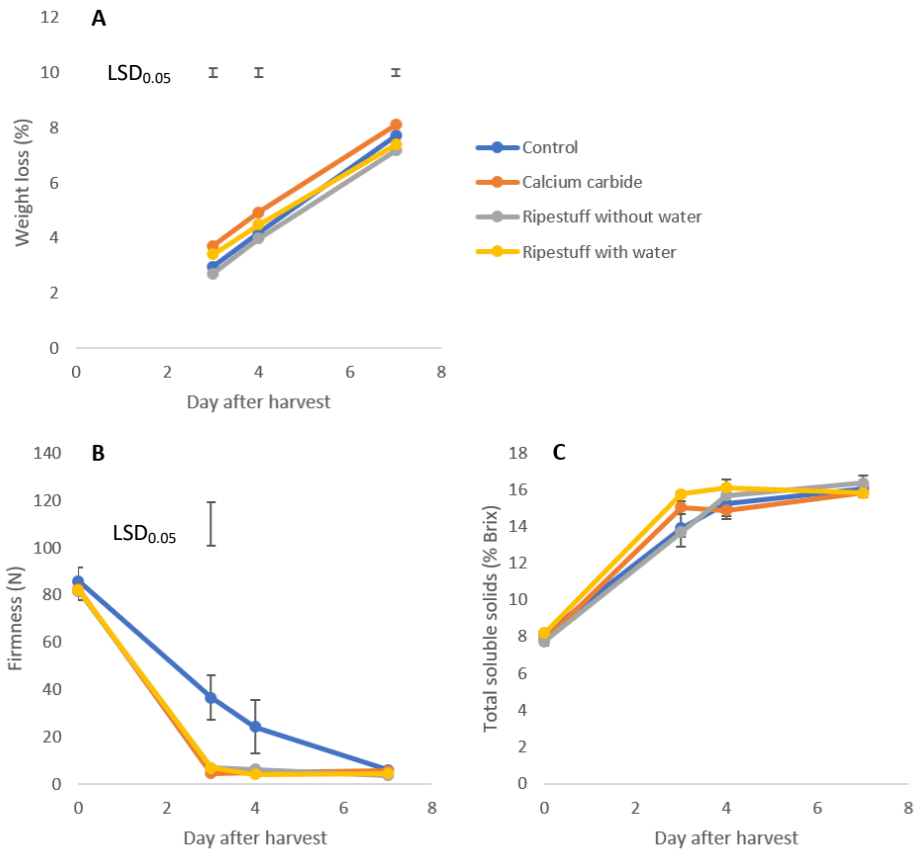 A
12
10
8
6
4
2
0
LSD0.05
Weight loss (%)
0 2 4 6 8
Day after harvest
Control
Calcium carbide
Ripestuff without water
Ripestuff with water
B
140
120
100
80
60
40
20
0
LSD0.05
Firmness (N)
0 2 4 6 8
Day after harvest
C
18
16
14
12
10
8
6
4
2
0
Total soluble solids (% Brix)
0 2 4 6 8
Day after harvest